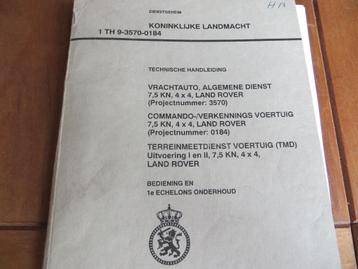 DIENSTGEHEIM
HN
KONINKLIJKE LANDMACHT
1 TH 9-3570-0184
TECHNISCHE HANDLEIDING
VRACHTAUTO, ALGEMENE DIENST
7,5 KN, 4 x 4, LAND ROVER
(Projectnummer: 3570)
COMMANDO-/VERKENNINGS VOERTUIG
7,5 KN, 4 x 4, LAND ROVER
(Projectnummer: 0184)
TERREINMEETDIENST VOERTUIG (TMD)
Uitvoering I en II, 7,5 KN, 4 x 4,
LAND ROVER
BEDIENING EN
1e ECHELONS ONDERHOUD